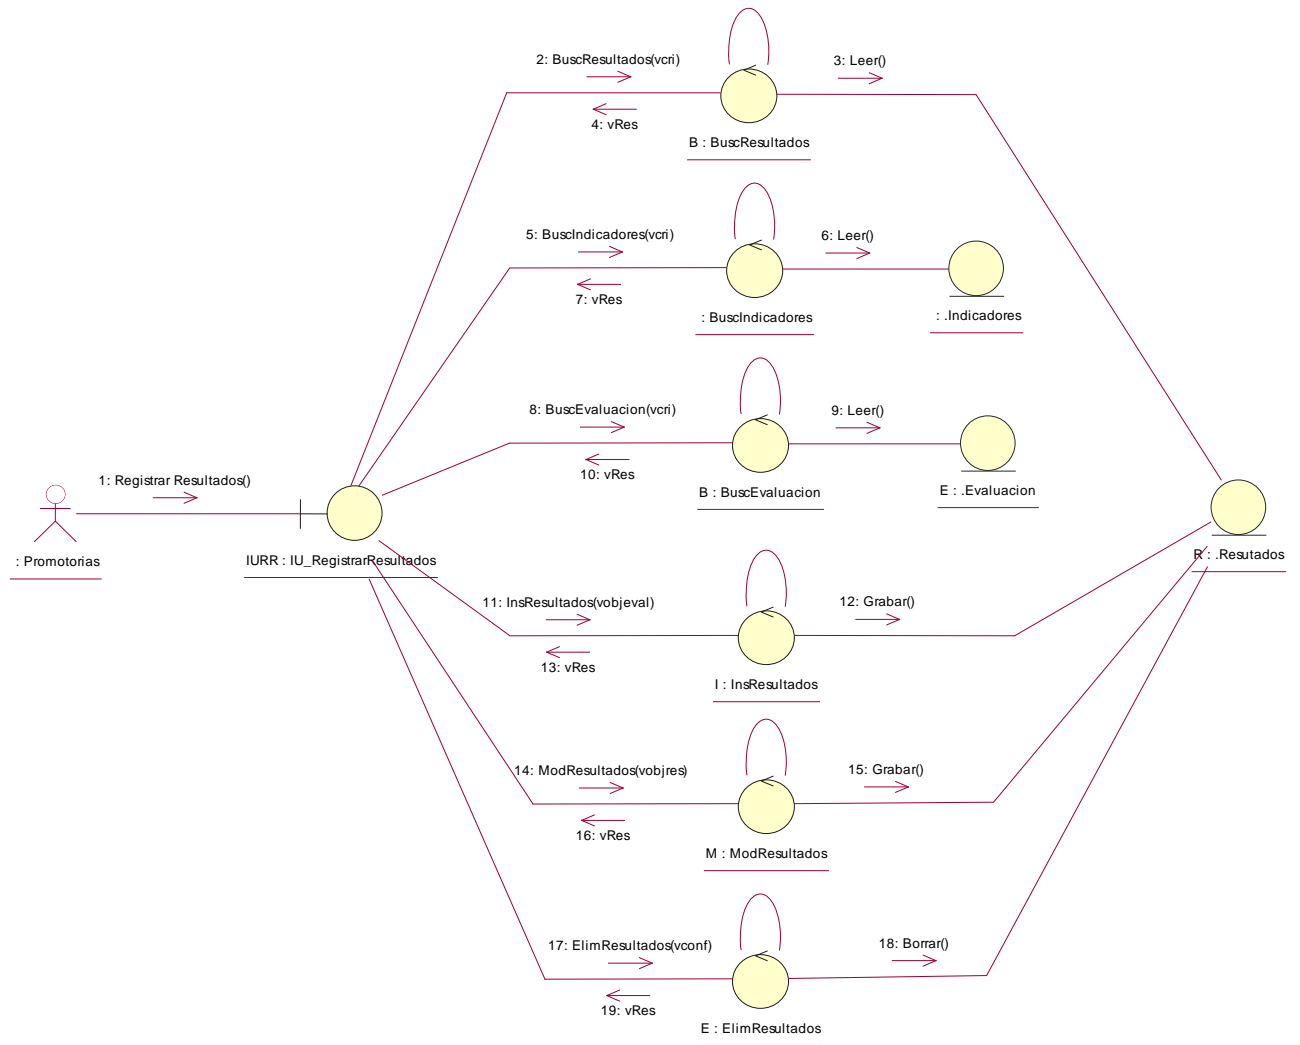 2: BuscResultados(vcri)
3: Leer()
4: vRes
B : BuscResultados
5: BuscIndicadores(vcri)
6: Leer()
7: vRes
: BuscIndicadores
: .Indicadores
8: BuscEvaluacion(vcri)
9: Leer()
10: vRes
B : BuscEvaluacion
E : .Evaluacion
1: Registrar Resultados()
: Promotorias
IURR : IU_RegistrarResultados
R : .Resutados
11: InsResultados(vobjeval)
12: Grabar()
13: vRes
I : InsResultados
14: ModResultados(vobjres)
15: Grabar()
16: vRes
M : ModResultados
17: ElimResultados(vconf)
18: Borrar()
19: vRes
E : ElimResultados